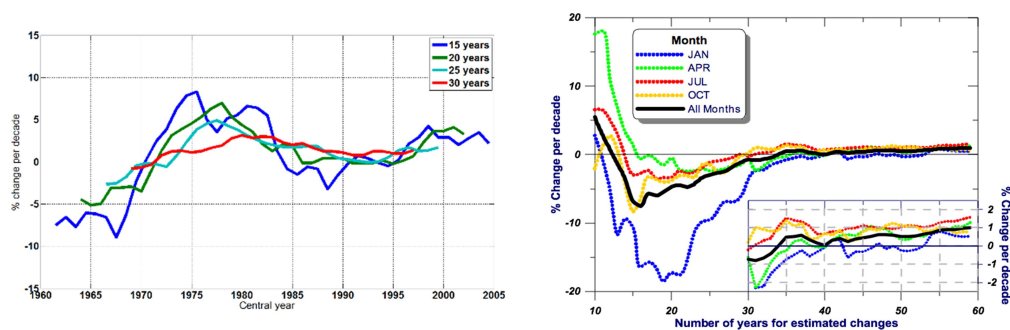 % change per decade
15
10
5
0
-5
-10
-15
1960
1965
1970
1975
1980
1985
1990
1995
2000
2005
Central year
15 years
20 years
25 years
30 years
% Change per decade
20
10
0
-10
-20
10
20
30
40
50
60
Number of years for estimated changes
Month
JAN
APR
JUL
OCT
All Months
2
1
0
-1
-2
% Change per decade